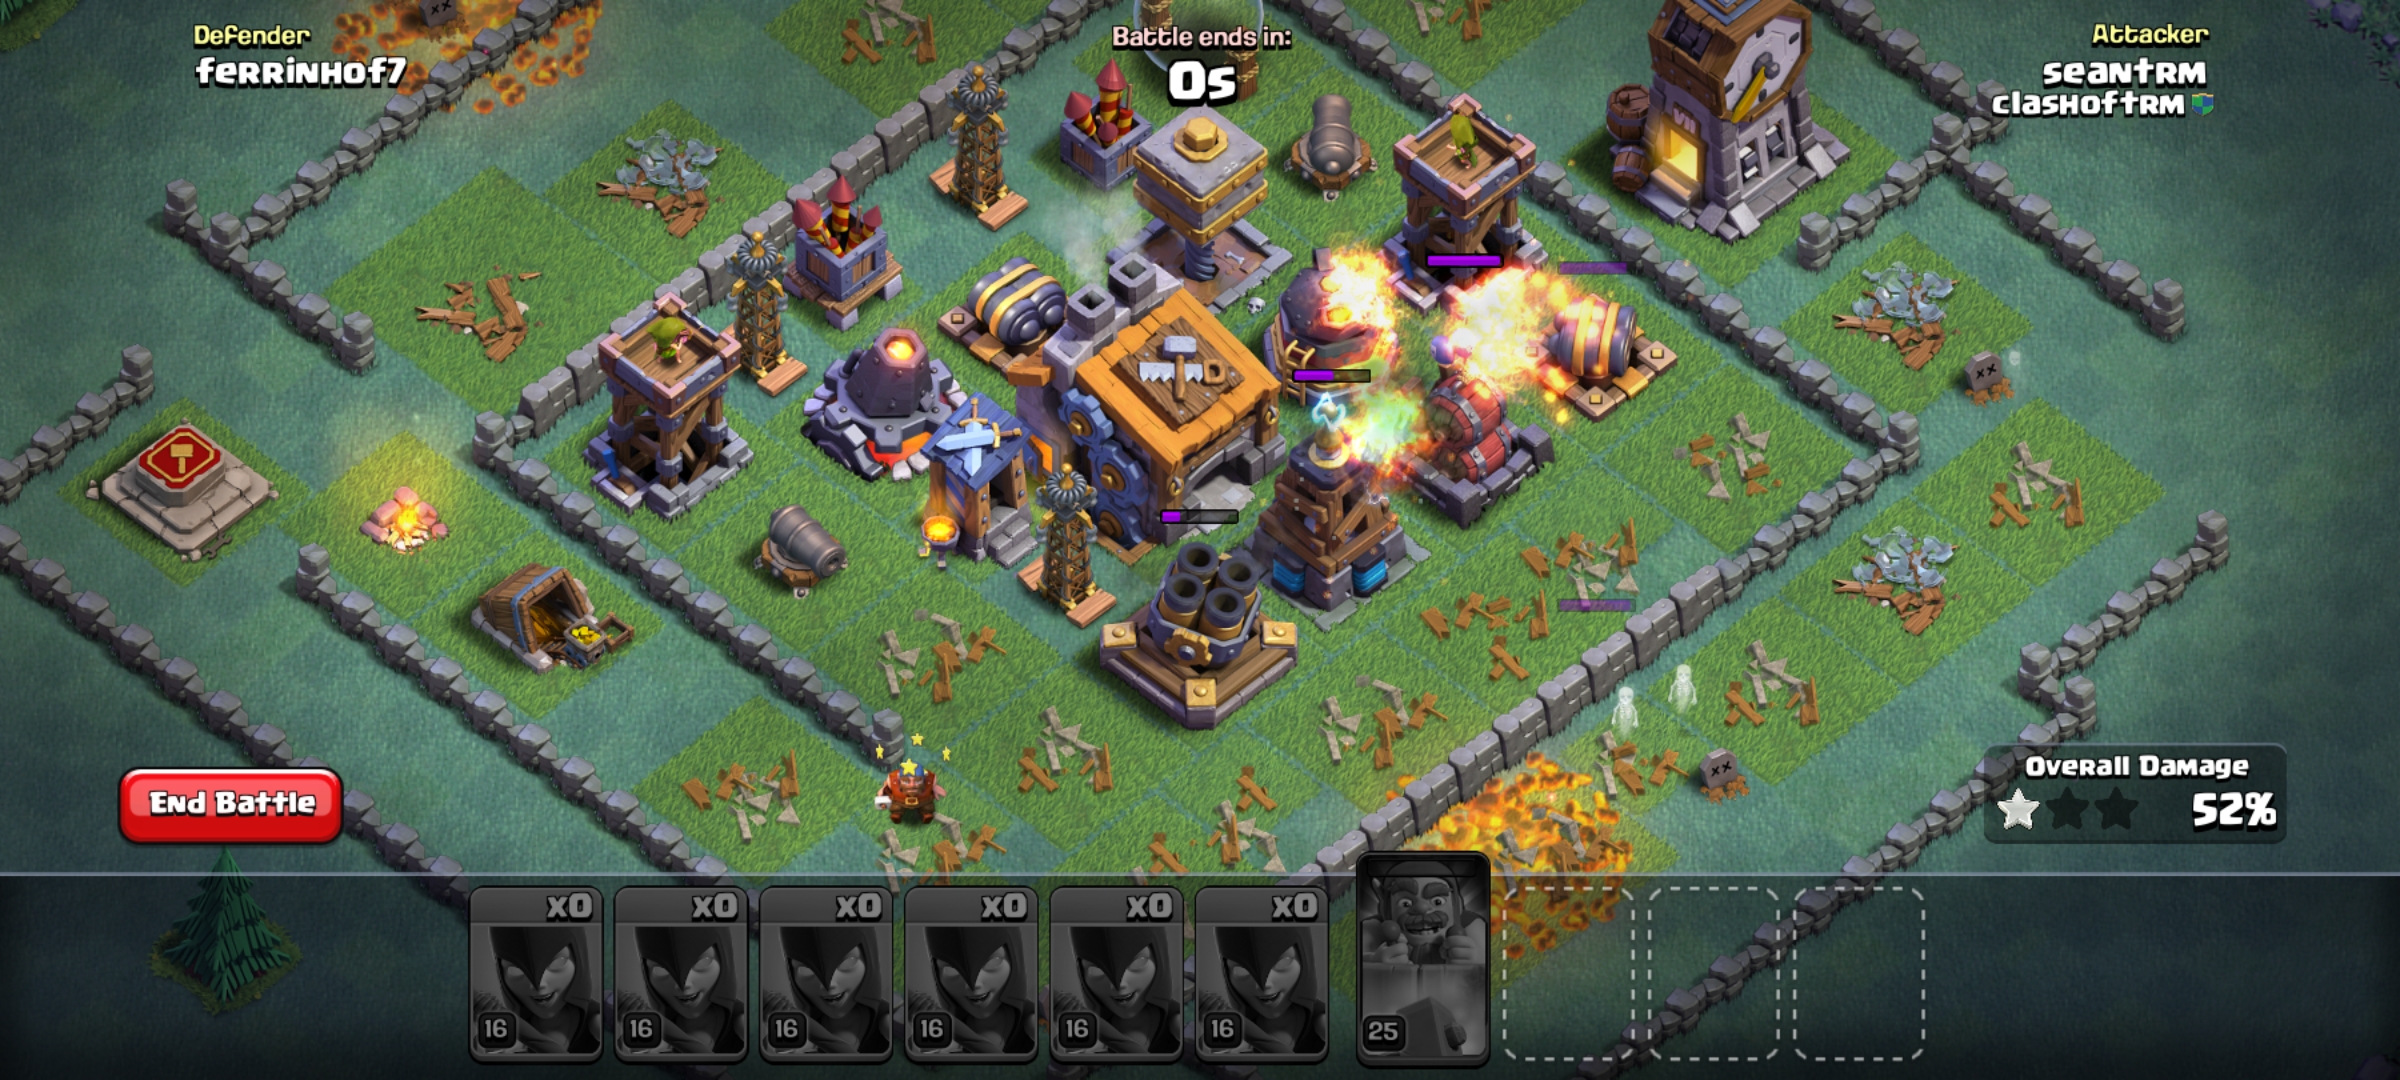 Defender
ferrinhof7
Battle ends in:
0s
Attacker
seantrm
clashoftrm
VII
End Battle
Overall Damage
52%
x0
x0
x0
x0
x0
x0
16
16
16
16
16
16
25